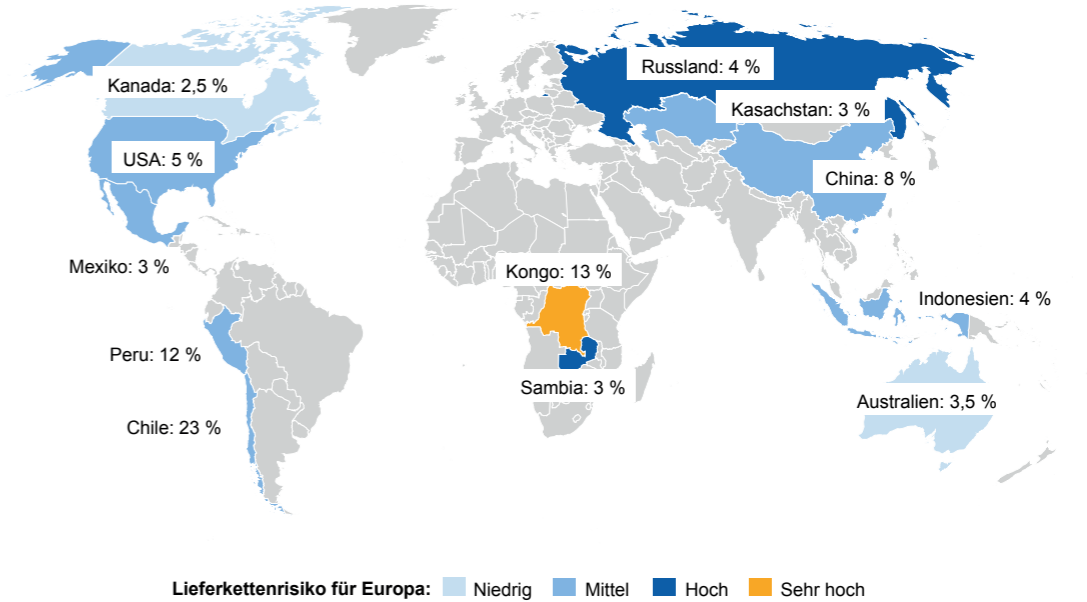 Kanada: 2,5 %
USA: 5 %
Mexiko: 3 %
Peru: 12 %
Chile: 23 %
Russland: 4 %
Kasachstan: 3 %
China: 8 %
Kongo: 13 %
Sambia: 3 %
Indonesien: 4 %
Australien: 3,5 %
Lieferkettenrisiko für Europa: Niedrig Mittel Hoch Sehr hoch